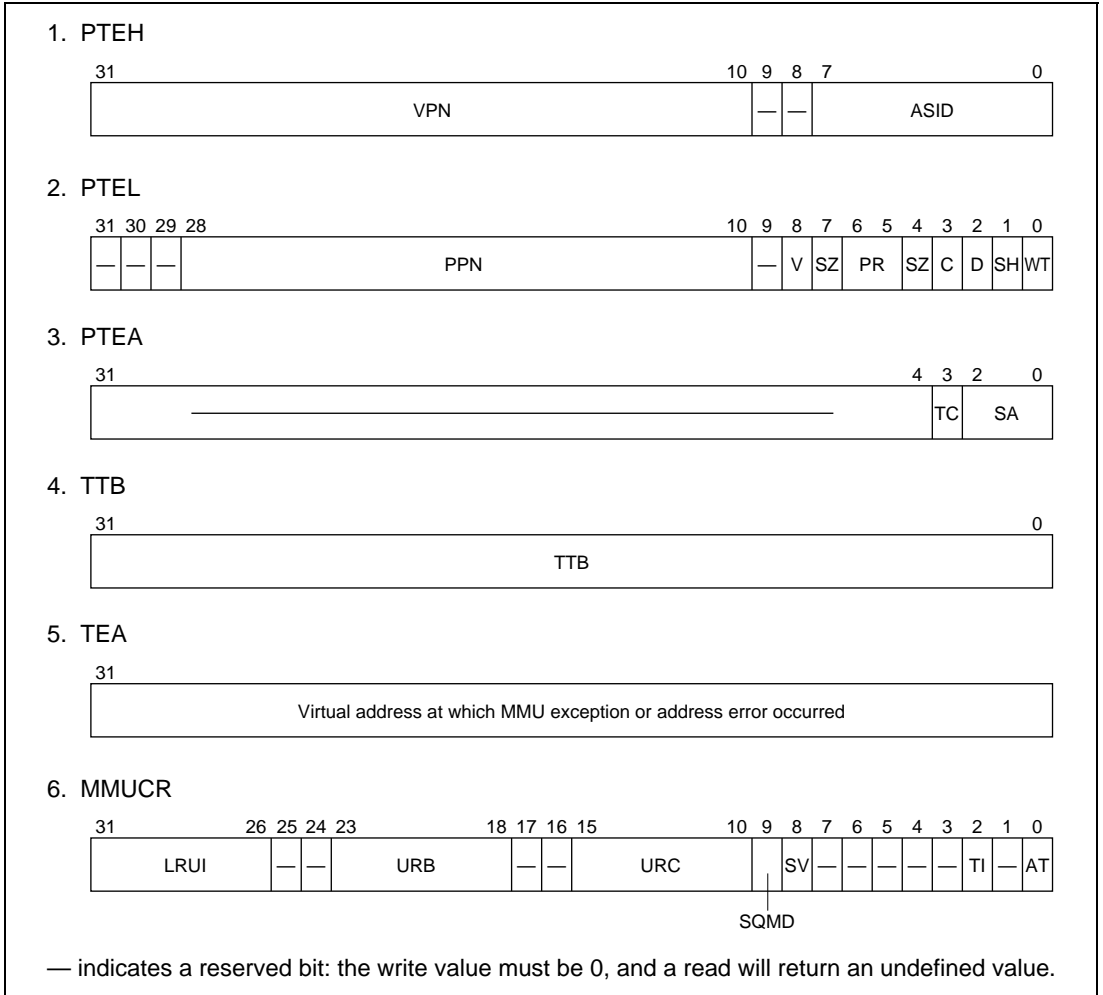 1. PTEH
31 10 9 8 7 0
VPN — — ASID
2. PTEL
31 30 29 28 10 9 8 7 6 5 4 3 2 1 0
— — — PPN — V SZ PR SZ C D SH WT
3. PTEA
31 4 3 2 0
— TC SA
4. TTB
31 0
TTB
5. TEA
31
Virtual address at which MMU exception or address error occurred
6. MMUCR
31 26 25 24 23 18 17 16 15 10 9 8 7 6 5 4 3 2 1 0
LRUI — — URB — — URC SV — — — — — TI — AT
SQMD
— indicates a reserved bit: the write value must be 0, and a read will return an undefined value.